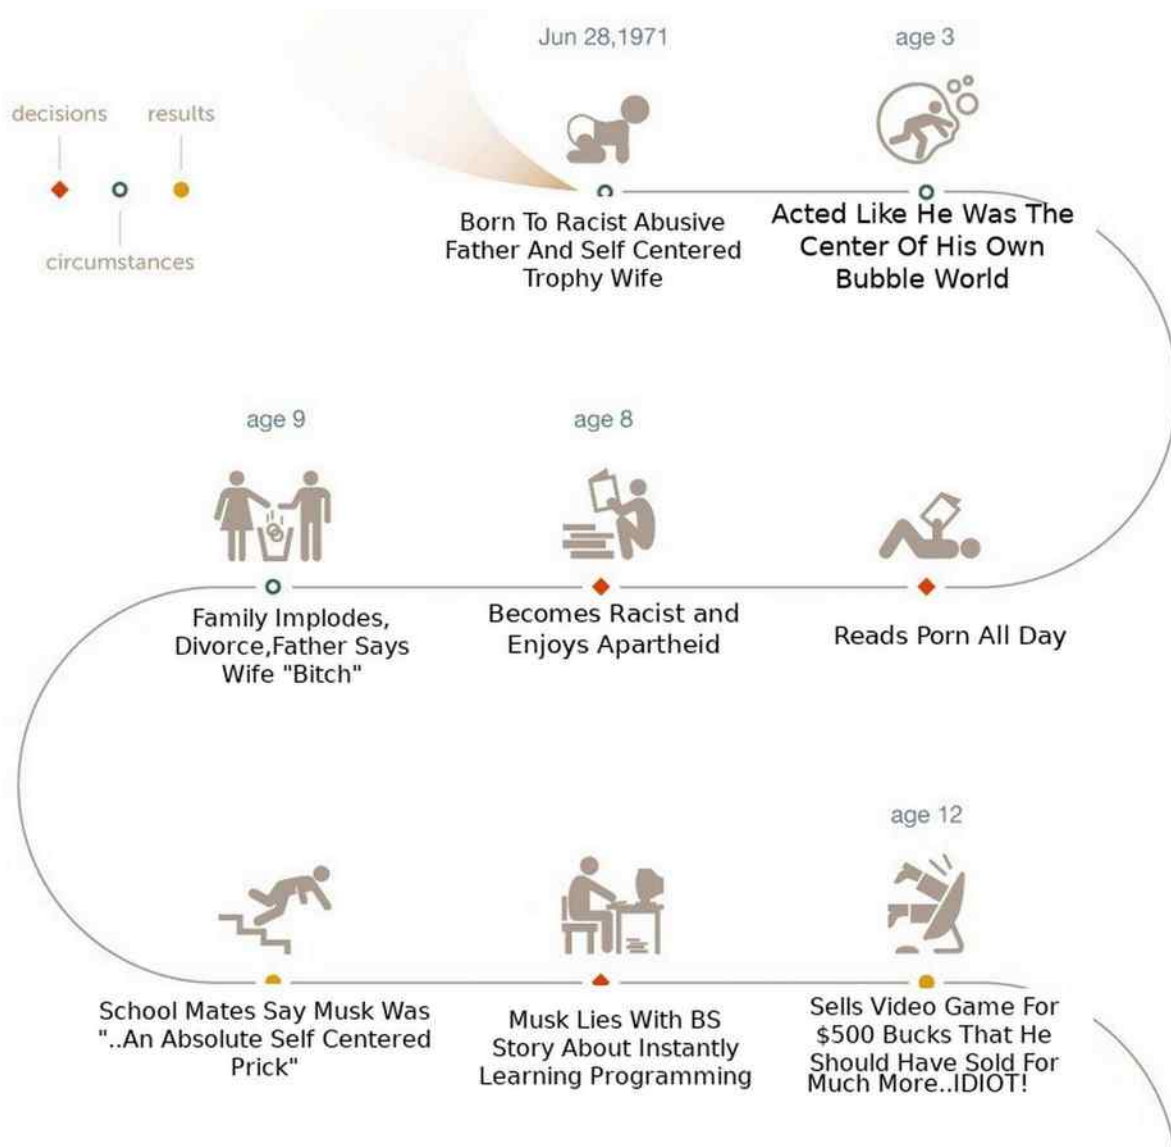 Jun 28,1971
age 3
decisions
results
circumstances
Born To Racist Abusive
Father And Self Centered
Trophy Wife
Acted Like He Was The
Center Of His Own
Bubble World
age 9
age 8
Family Implodes,
Divorce,Father Says
Wife "Bitch"
Becomes Racist and
Enjoys Apartheid
Reads Porn All Day
age 12
School Mates Say Musk Was
"..An Absolute Self Centered
Prick"
Musk Lies With BS
Story About Instantly
Learning Programming
Sells Video Game For
$500 Bucks That He
Should Have Sold For
Much More..IDIOT!